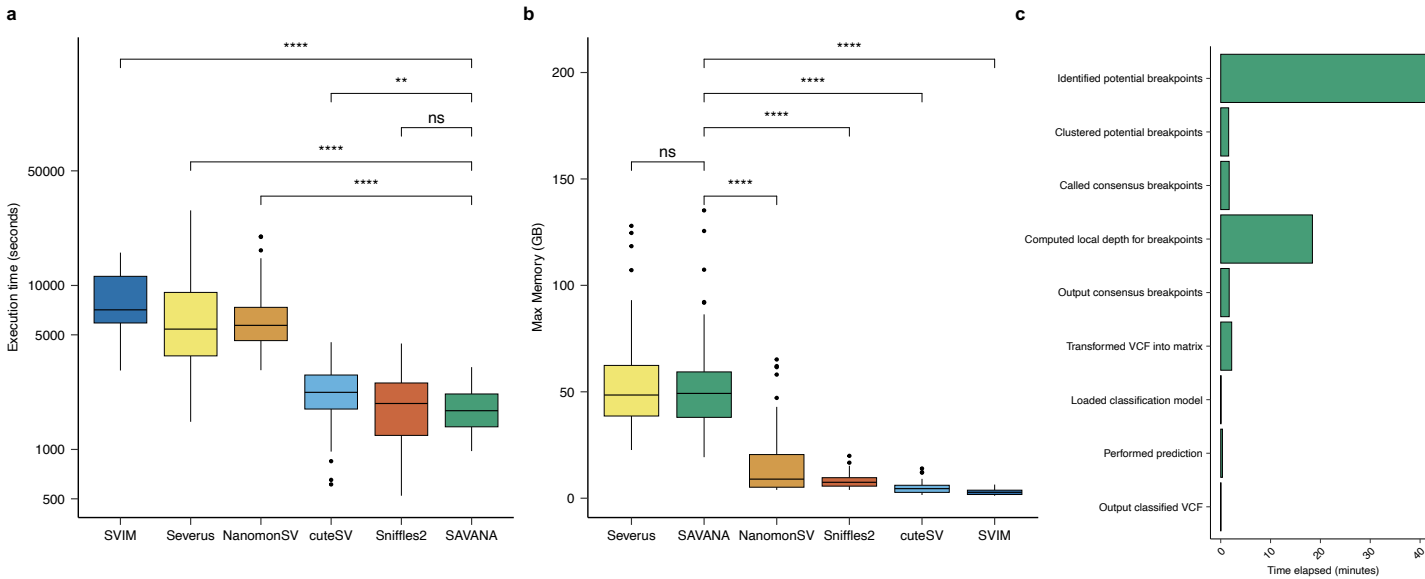 a
b
c
****
**
ns
****
****
50000
10000
5000
1000
500
Execution time (seconds)
SVIM
Severus
NanomonSV
cuteSV
Sniffles2
SAVANA
****
****
****
ns
****
200
150
100
50
0
Max Memory (GB)
Severus
SAVANA
NanomonSV
Sniffles2
cuteSV
SVIM
Identified potential breakpoints
Clustered potential breakpoints
Called consensus breakpoints
Computed local depth for breakpoints
Output consensus breakpoints
Transformed VCF into matrix
Loaded classification model
Performed prediction
Output classified VCF
0
10
20
30
40
Time elapsed (minutes)